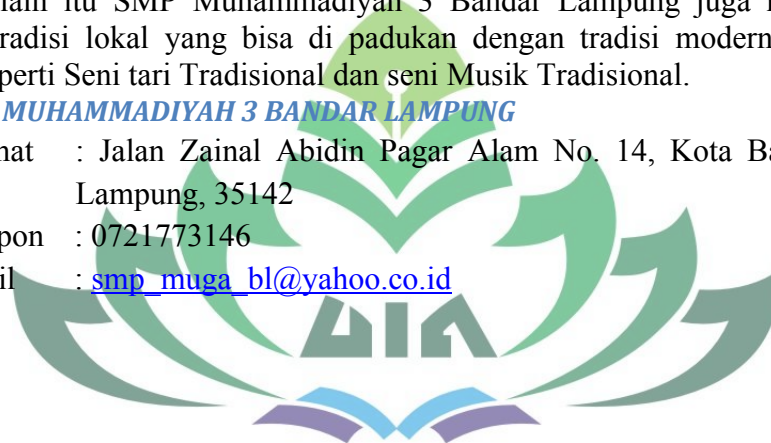 itu SMP Muhammadiyah 3 Bandar Lampung juga
tradisi lokal yang bisa di padukan dengan tradisi modern
Seni tari Tradisional dan seni Musik Tradisional.
MUHAMMADIYAH 3 BANDAR LAMPUNG
: Jalan Zainal Abidin Pagar Alam No. 14, Kota
Lampung, 35142
: 0721773146
: smp_muga_bl@yahoo.co.id
UIN